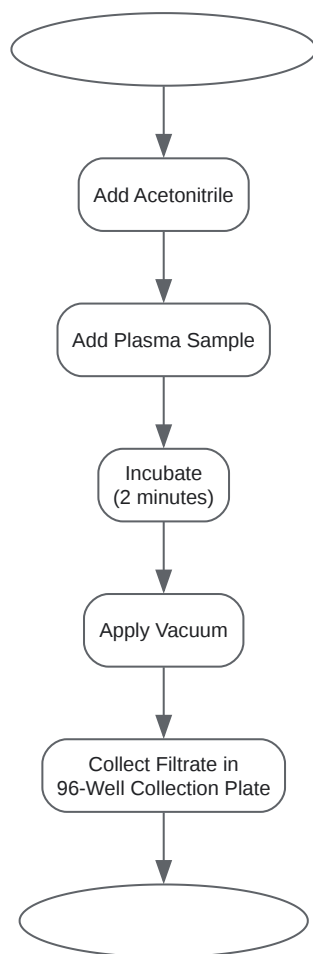 Add Acetonitrile
Add Plasma Sample
Incubate
(2 minutes)
Apply Vacuum
Collect Filtrate in
96-Well Collection Plate